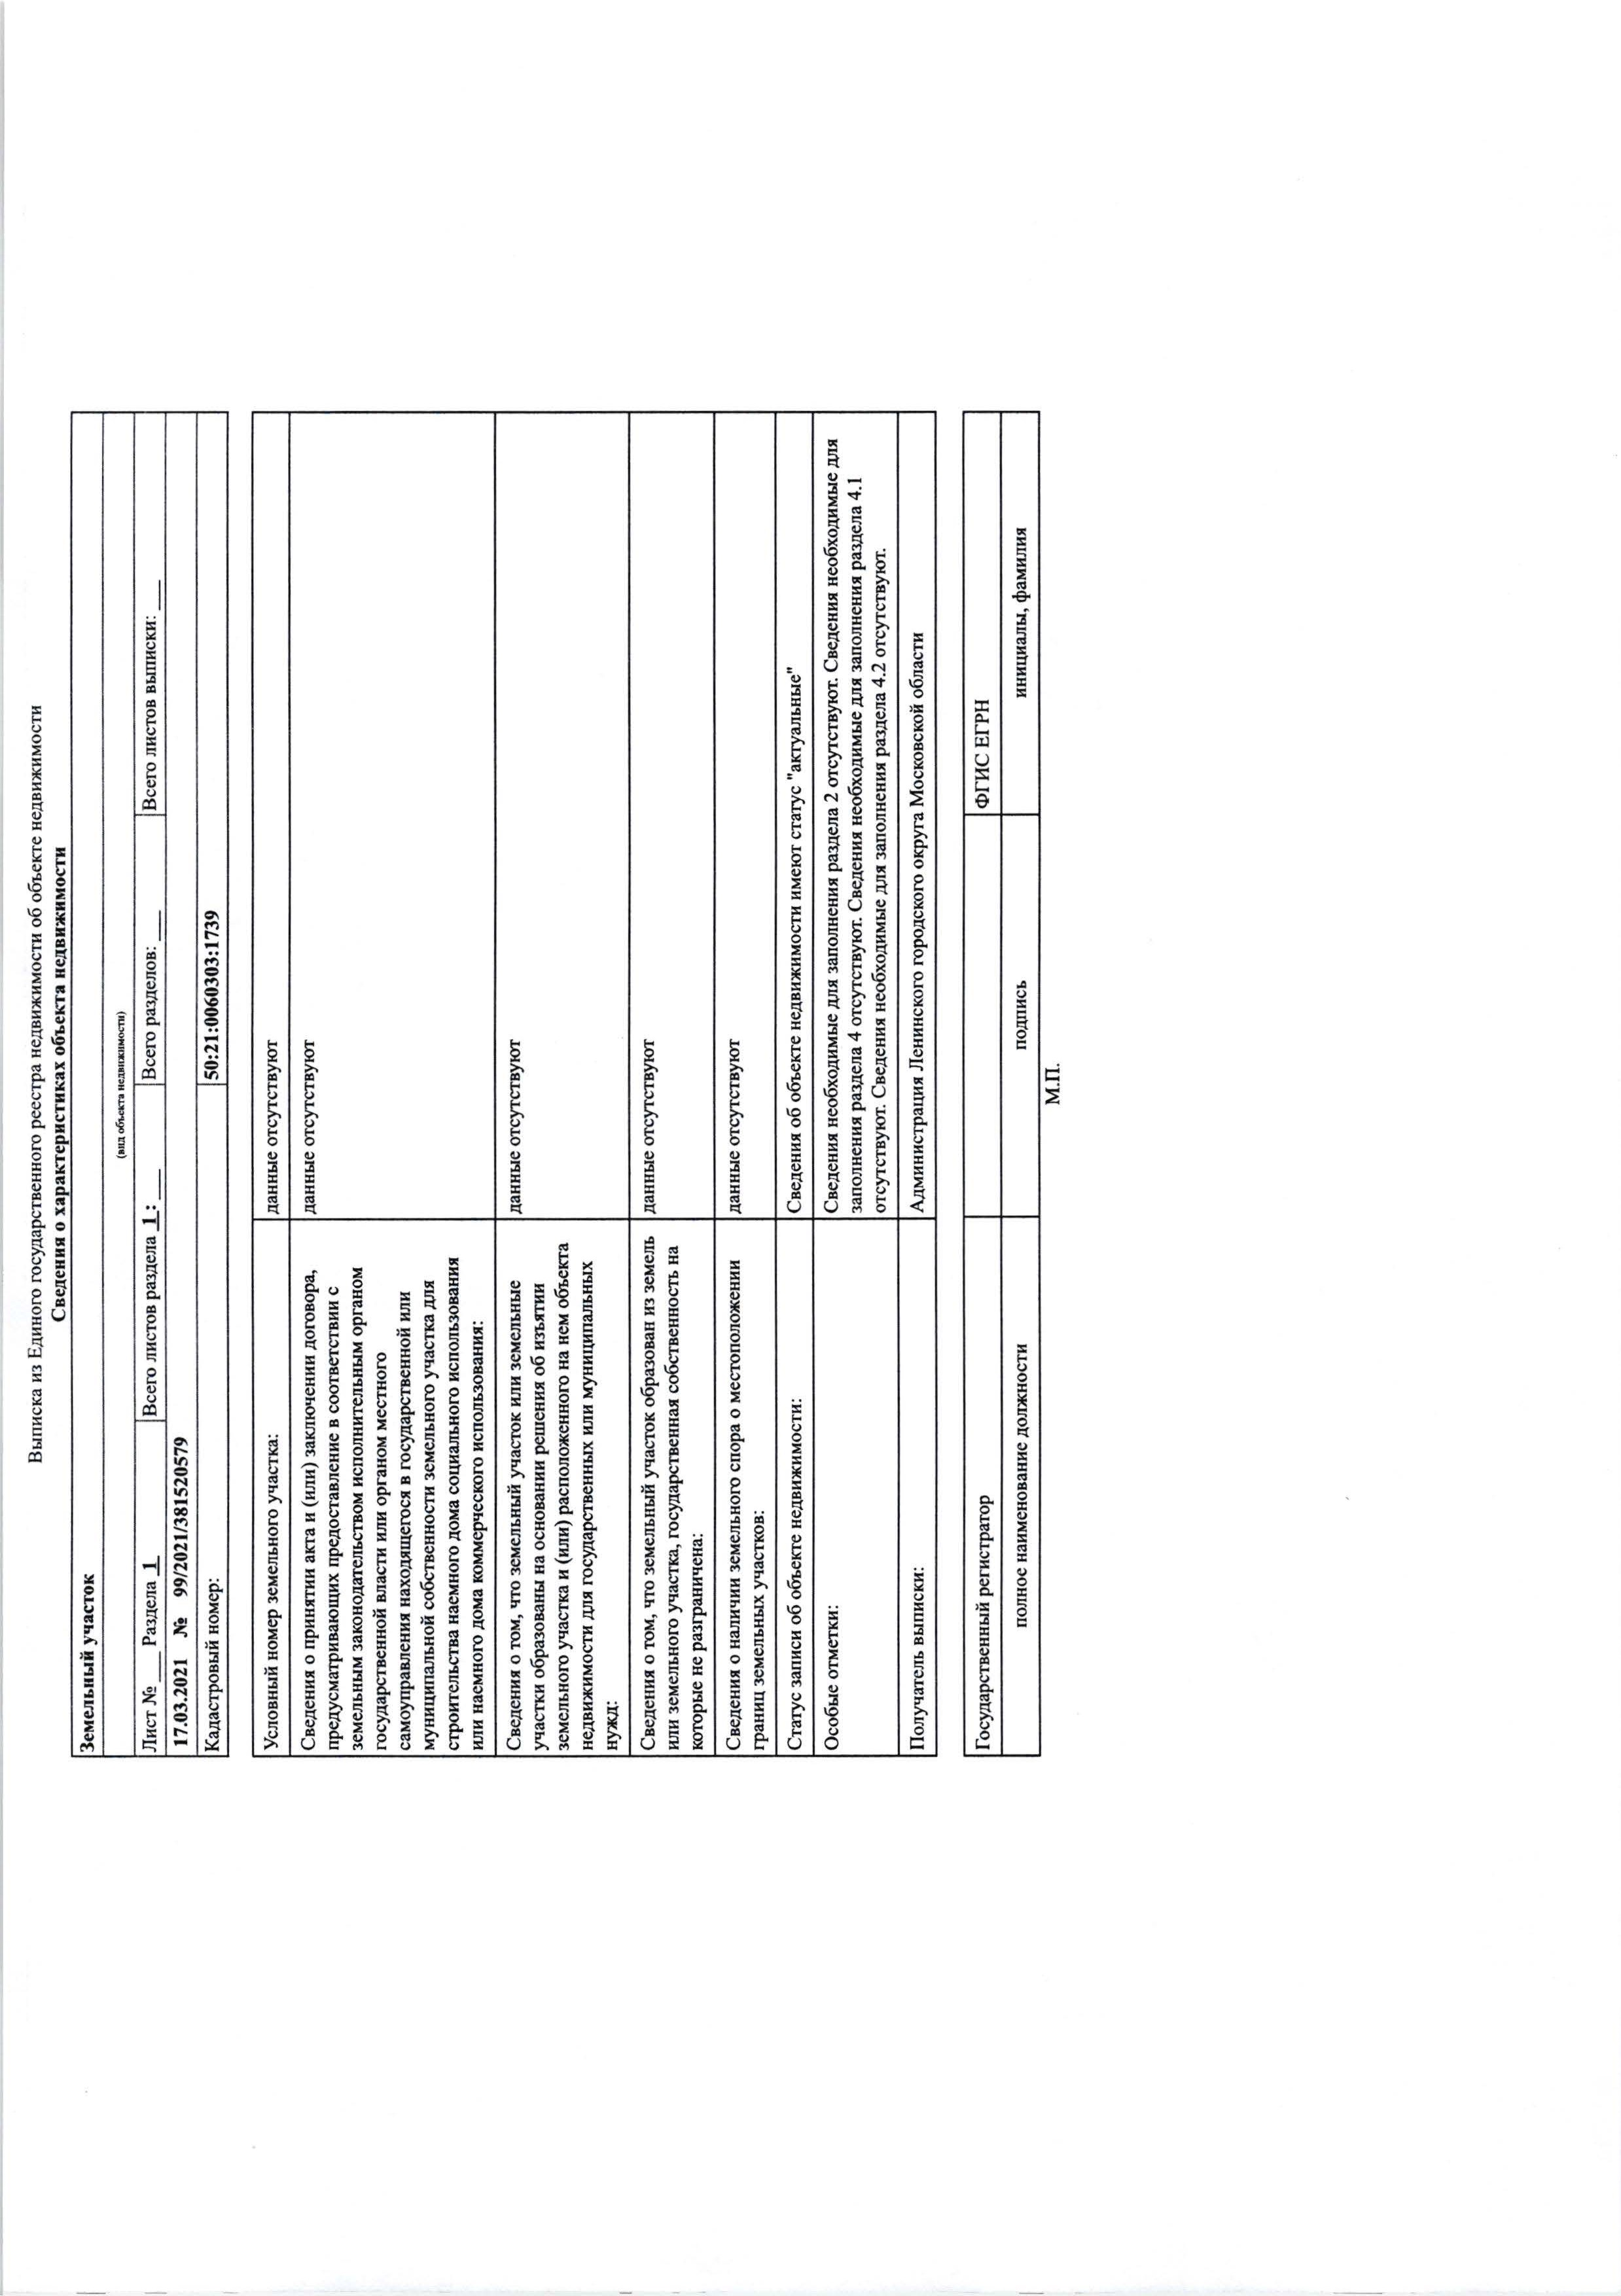 Выписка из Единого государственного реестра недвижимости об объекте недвижимости
Сведения о характеристиках объекта недвижимости
Земельный участок
(вид объекта недвижимости)
Лист № ___ Раздела 1 Всего листов раздела 1: ___ Всего разделов: ___ Всего листов выписки: ___
17.03.2021 № 99/2021/381520579
Кадастровый номер: 50:21:0060303:1739
Условный номер земельного участка: данные отсутствуют
Сведения о принятии акта и (или) заключении договора, данные отсутствуют
предусматривающих предоставление в соответствии с
земельным законодательством исполнительным органом
государственной власти или органом местного
самоуправления находящегося в государственной или
муниципальной собственности земельного участка для
строительства наемного дома социального использования
или наемного дома коммерческого использования:
Сведения о том, что земельный участок или земельные данные отсутствуют
участки образованы на основании решения об изъятии
земельного участка и (или) расположенного на нем объекта
недвижимости для государственных или муниципальных
нужд:
Сведения о том, что земельный участок образован из земель данные отсутствуют
или земельного участка, государственная собственность на
которые не разграничена:
Сведения о наличии земельного спора о местоположении данные отсутствуют
границ земельных участков:
Статус записи об объекте недвижимости: Сведения об объекте недвижимости имеют статус "актуальные"
Особые отметки: Сведения необходимые для заполнения раздела 2 отсутствуют. Сведения необходимые для
заполнения раздела 4 отсутствуют. Сведения необходимые для заполнения раздела 4.1
отсутствуют. Сведения необходимые для заполнения раздела 4.2 отсутствуют.
Получатель выписки: Администрация Ленинского городского округа Московской области
Государственный регистратор ФГИС ЕГРН
полное наименование должности подпись инициалы, фамилия
М.П.